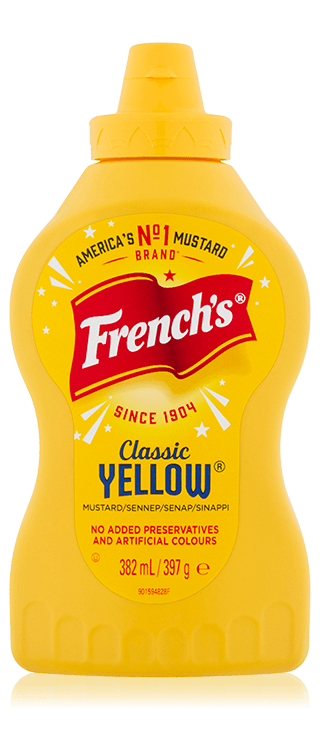 AMERICA'S Nº1 MUSTARD
BRAND
French's®
SINCE 1904
Classic
YELLOW®
MUSTARD/SENNEP/SENAP/SINAPPI
NO ADDED PRESERVATIVES
AND ARTIFICIAL COLOURS
382 mL/397 g ℮
901594828F